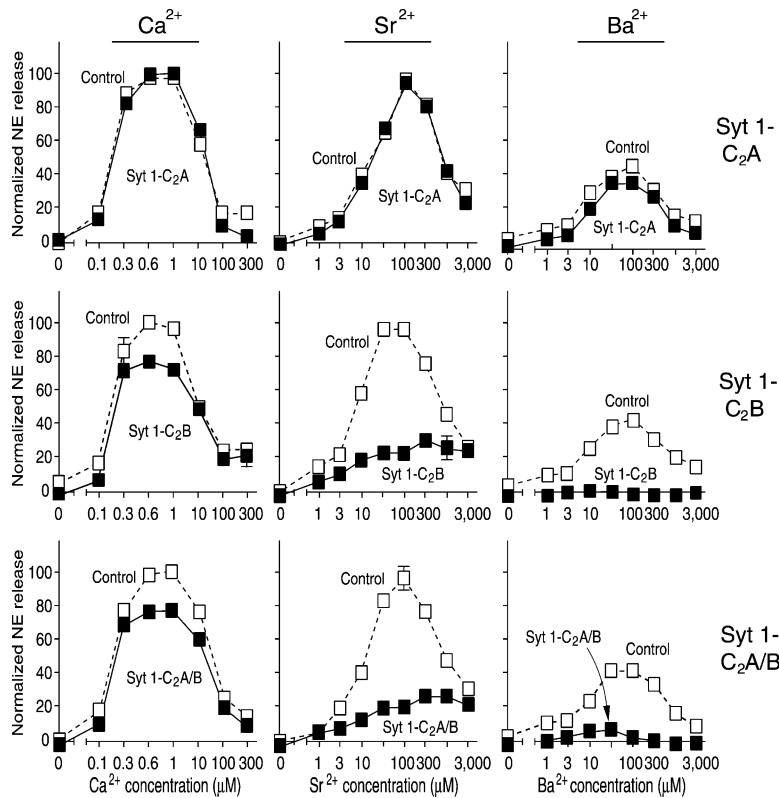 Ca2+ Sr2+ Ba2+
Normalized NE release
100
80
60
40
20
0
Control
Syt 1-C2A
0 0.1 0.3 0.6 1 10 100 300
Control
Syt 1-C2A
0 1 3 10 100 300 3,000
Control
Syt 1-C2A
0 1 3 10 100 300 3,000
Syt 1-
C2A
Normalized NE release
100
80
60
40
20
0
Control
Syt 1-C2B
0 0.1 0.3 0.6 1 10 100 300
Control
Syt 1-C2B
0 1 3 10 100 300 3,000
Control
Syt 1-C2B
0 1 3 10 100 300 3,000
Syt 1-
C2B
Normalized NE release
100
80
60
40
20
0
Control
Syt 1-C2A/B
0 0.1 0.3 0.6 1 10 100 300
Ca2+ concentration (µM)
Control
Syt 1-C2A/B
0 1 3 10 100 300 3,000
Sr2+ concentration (µM)
Syt 1-C2A/B
Control
0 1 3 10 100 300 3,000
Ba2+ concentration (µM)
Syt 1-
C2A/B